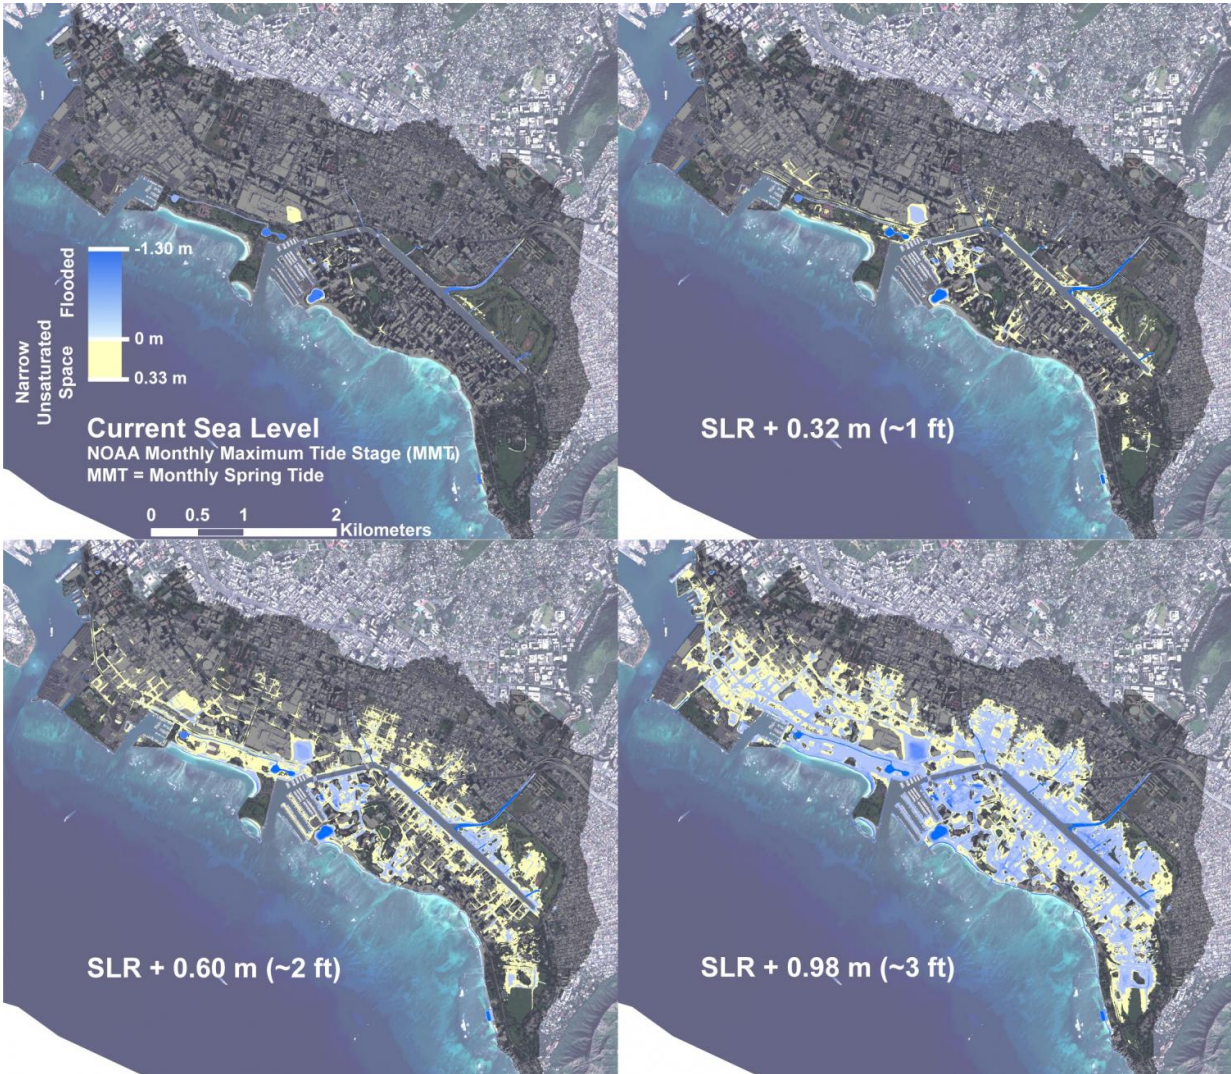 Narrow
Unsaturated
Space
Flooded
-1.30 m
0 m
0.33 m
Current Sea Level
NOAA Monthly Maximum Tide Stage (MMT)
MMT = Monthly Spring Tide
0 0.5 1 2
Kilometers
SLR + 0.32 m (~1 ft)
SLR + 0.60 m (~2 ft)
SLR + 0.98 m (~3 ft)